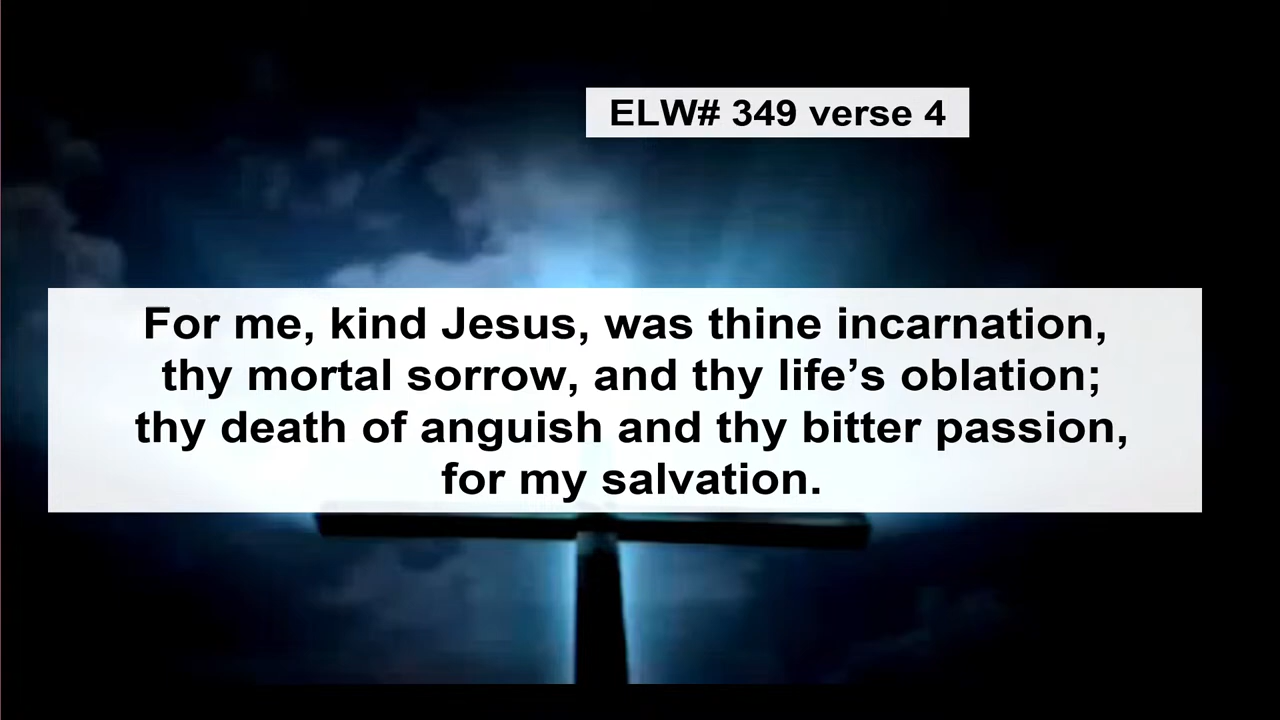 ELW# 349 verse 4
For me, kind Jesus, was thine incarnation,
thy mortal sorrow, and thy life’s oblation;
thy death of anguish and thy bitter passion,
for my salvation.